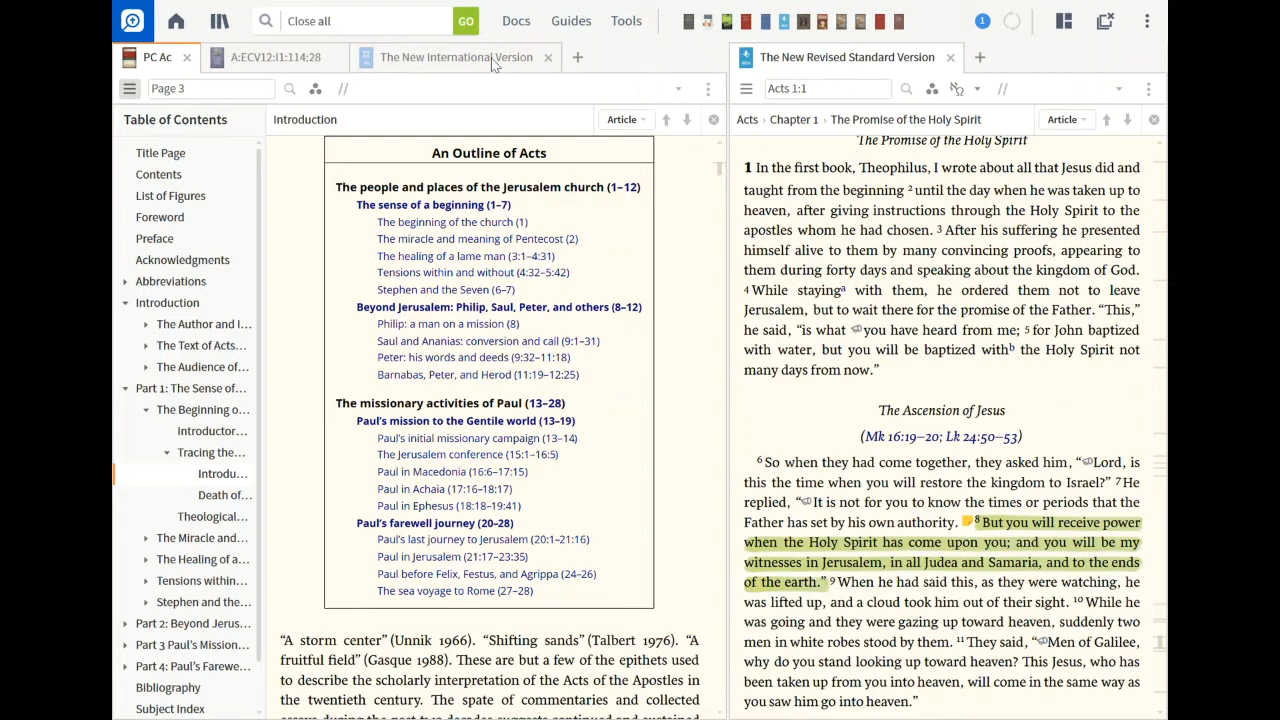 Close all
GO
Docs
Guides
Tools
1
PC Ac
A:ECV12:I1:114:28
The New International Version
The New Revised Standard Version
Page 3
//
Acts 1:1
//
Table of Contents
Title Page
Contents
List of Figures
Foreword
Preface
Acknowledgments
Abbreviations
Introduction
The Author and I...
The Text of Acts...
The Audience of...
Part 1: The Sense of...
The Beginning o...
Introductor...
Tracing the...
Introdu...
Death of...
Theological...
The Miracle and...
The Healing of a...
Tensions within...
Stephen and the...
Part 2: Beyond Jerus...
Part 3 Paul's Missio...
Part 4: Paul's Farewe...
Bibliography
Subject Index
Introduction
Article
An Outline of Acts
The people and places of the Jerusalem church (1–12)
The sense of a beginning (1–7)
The beginning of the church (1)
The miracle and meaning of Pentecost (2)
The healing of a lame man (3:1–4:31)
Tensions within and without (4:32–5:42)
Stephen and the Seven (6–7)
Beyond Jerusalem: Philip, Saul, Peter, and others (8–12)
Philip: a man on a mission (8)
Saul and Ananias: conversion and call (9:1–31)
Peter: his words and deeds (9:32–11:18)
Barnabas, Peter, and Herod (11:19–12:25)
The missionary activities of Paul (13–28)
Paul's mission to the Gentile world (13–19)
Paul's initial missionary campaign (13–14)
The Jerusalem conference (15:1–16:5)
Paul in Macedonia (16:6–17:15)
Paul in Achaia (17:16–18:17)
Paul in Ephesus (18:18–19:41)
Paul's farewell journey (20–28)
Paul's last journey to Jerusalem (20:1–21:16)
Paul in Jerusalem (21:17–23:35)
Paul before Felix, Festus, and Agrippa (24–26)
The sea voyage to Rome (27–28)
“A storm center” (Unnik 1966). “Shifting sands” (Talbert 1976). “A
fruitful field” (Gasque 1988). These are but a few of the epithets used
to describe the scholarly interpretation of the Acts of the Apostles in
the twentieth century. The spate of commentaries and collected
Acts › Chapter 1 › The Promise of the Holy Spirit
Article
The Promise of the Holy Spirit
1 In the first book, Theophilus, I wrote about all that Jesus did and
taught from the beginning 2 until the day when he was taken up to
heaven, after giving instructions through the Holy Spirit to the
apostles whom he had chosen. 3 After his suffering he presented
himself alive to them by many convincing proofs, appearing to
them during forty days and speaking about the kingdom of God.
4 While staying a with them, he ordered them not to leave
Jerusalem, but to wait there for the promise of the Father. “This,”
he said, “is what you have heard from me; 5 for John baptized
with water, but you will be baptized with b the Holy Spirit not
many days from now.”
The Ascension of Jesus
(Mk 16:19–20; Lk 24:50–53)
6 So when they had come together, they asked him, “Lord, is
this the time when you will restore the kingdom to Israel?” 7 He
replied, “It is not for you to know the times or periods that the
Father has set by his own authority. 8 But you will receive power
when the Holy Spirit has come upon you; and you will be my
witnesses in Jerusalem, in all Judea and Samaria, and to the ends
of the earth.” 9 When he had said this, as they were watching, he
was lifted up, and a cloud took him out of their sight. 10 While he
was going and they were gazing up toward heaven, suddenly two
men in white robes stood by them. 11 They said, “Men of Galilee,
why do you stand looking up toward heaven? This Jesus, who has
been taken up from you into heaven, will come in the same way as
you saw him go into heaven.”